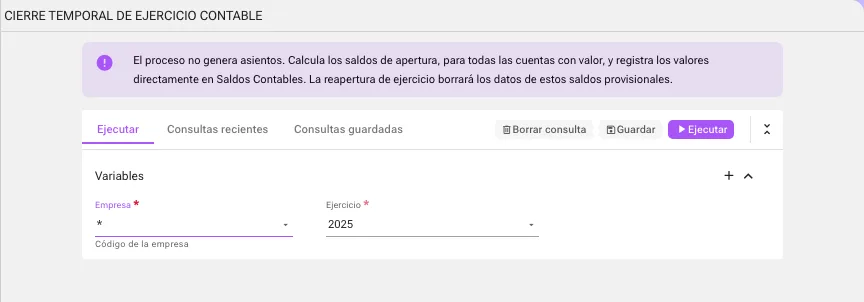 CIERRE TEMPORAL DE EJERCICIO CONTABLE
El proceso no genera asientos. Calcula los saldos de apertura, para todas las cuentas con valor, y registra los valores
directamente en Saldos Contables. La reapertura de ejercicio borrará los datos de estos saldos provisionales.
Ejecutar Consultas recientes Consultas guardadas Borrar consulta Guardar Ejecutar
Variables
Empresa * Ejercicio *
* 2025
Código de la empresa